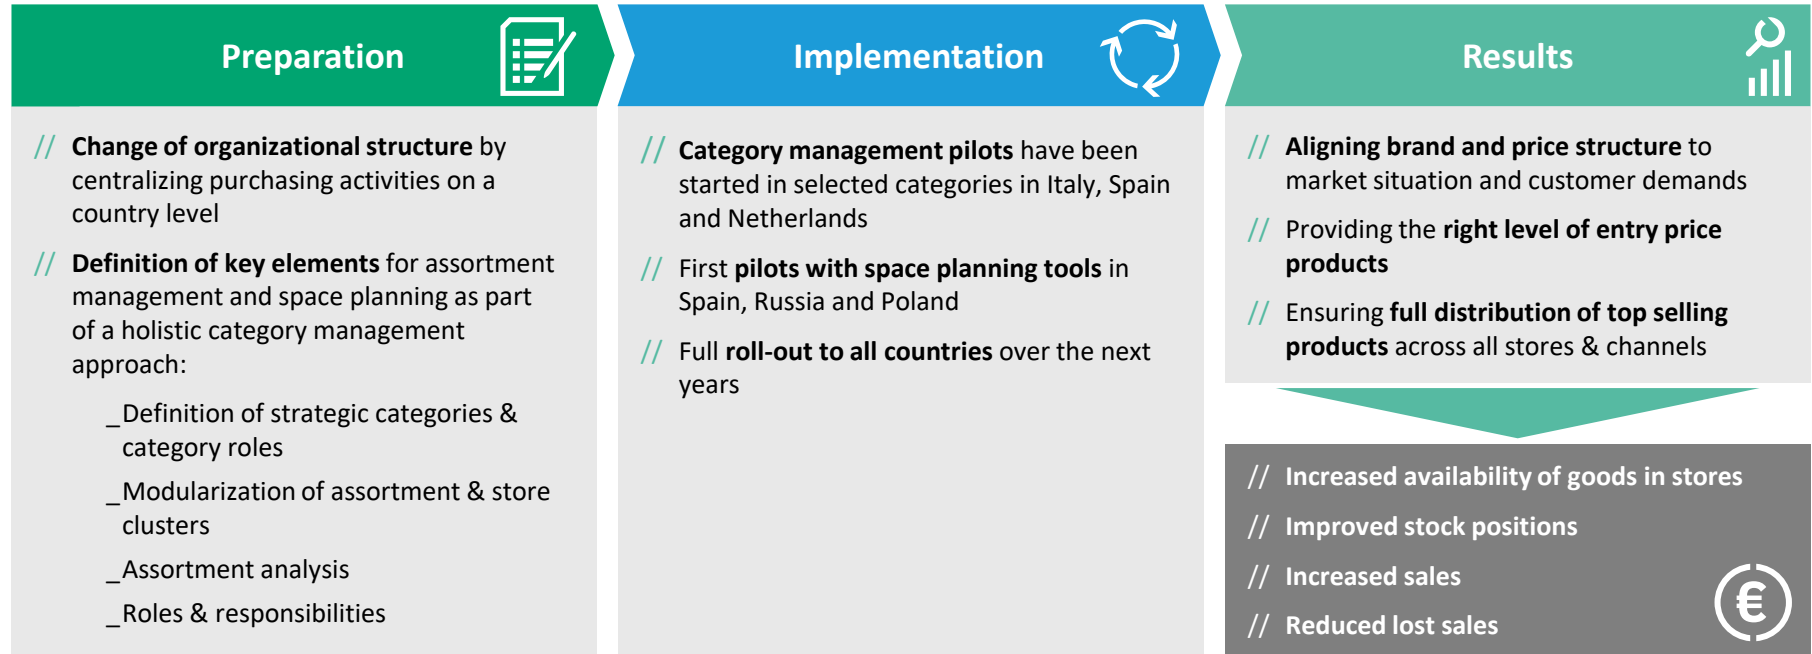 Preparation
// Change of organizational structure by
centralizing purchasing activities on a
country level
// Definition of key elements for assortment
management and space planning as part
of a holistic category management
approach:
_Definition of strategic categories &
category roles
_Modularization of assortment & store
clusters
_Assortment analysis
_Roles & responsibilities
Implementation
// Category management pilots have been
started in selected categories in Italy, Spain
and Netherlands
// First pilots with space planning tools in
Spain, Russia and Poland
// Full roll-out to all countries over the next
years
Results
// Aligning brand and price structure to
market situation and customer demands
// Providing the right level of entry price
products
// Ensuring full distribution of top selling
products across all stores & channels
// Increased availability of goods in stores
// Improved stock positions
// Increased sales
// Reduced lost sales
€